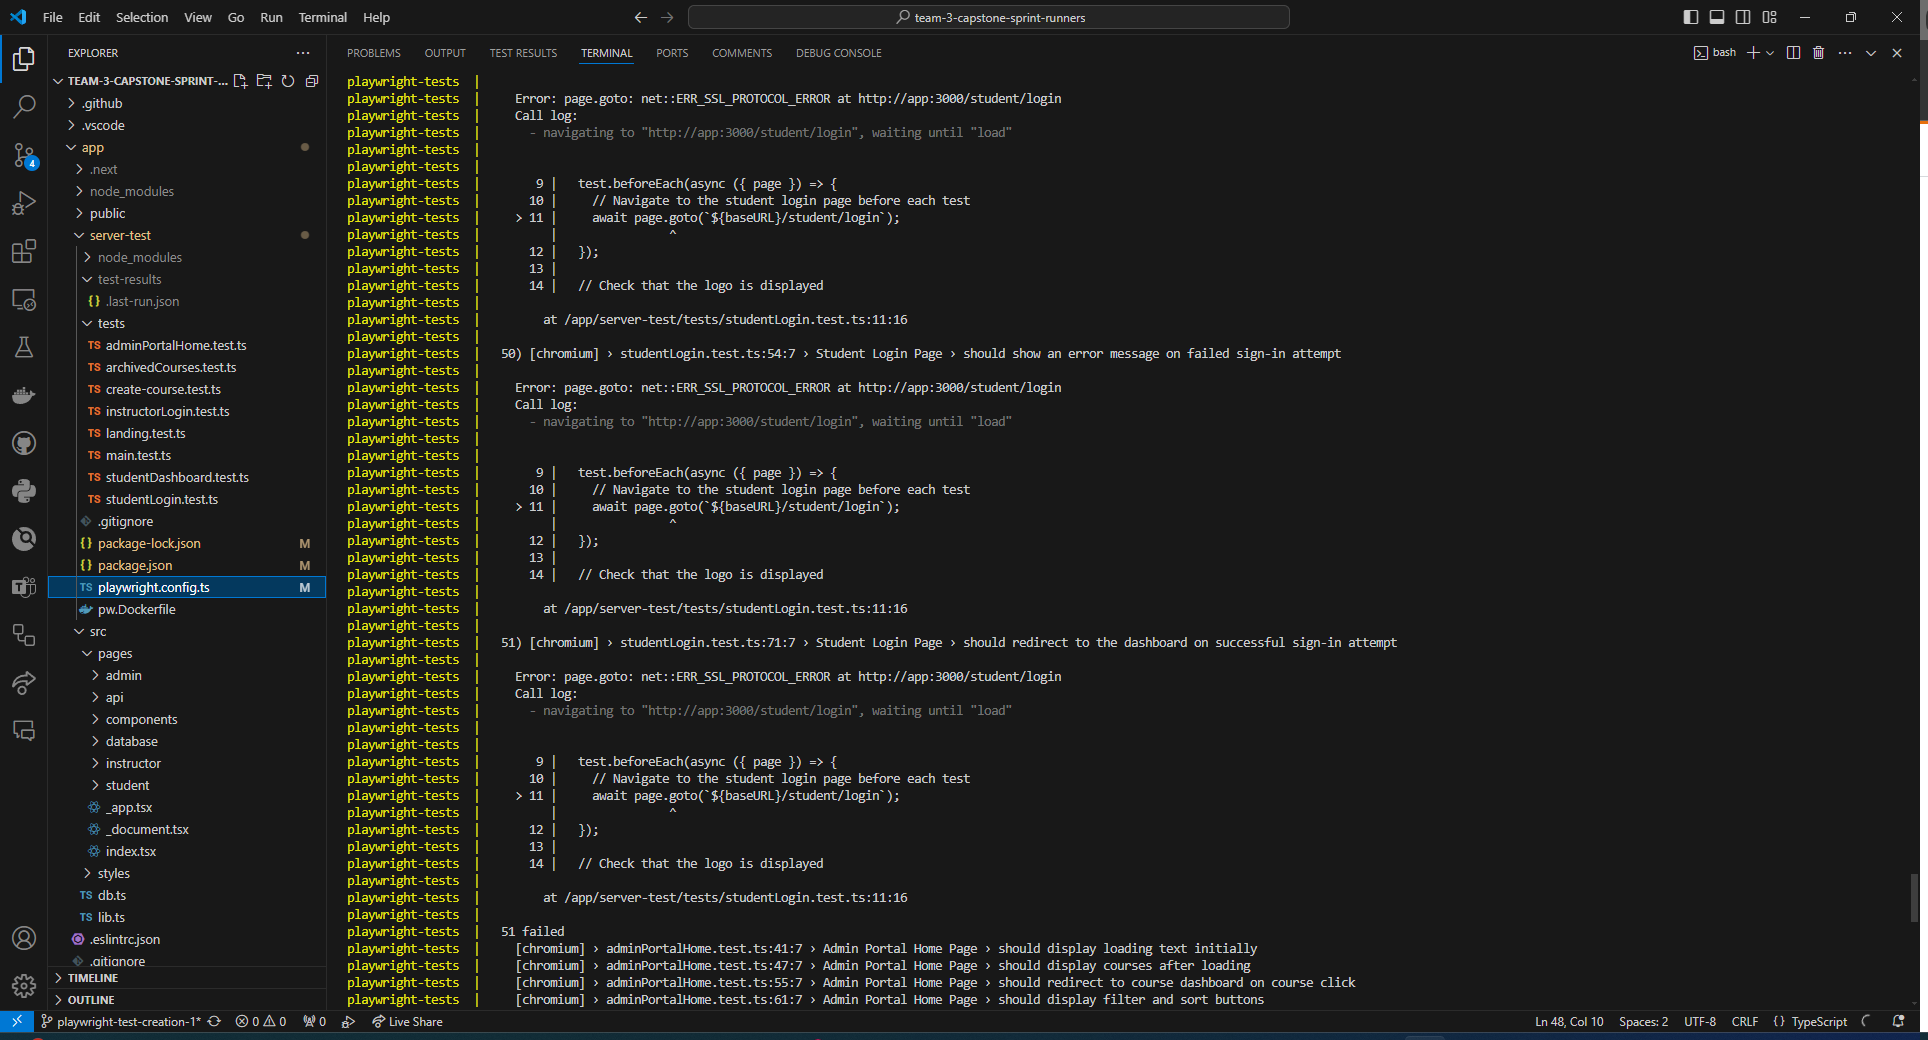 File Edit Selection View Go Run Terminal Help
team-3-capstone-sprint-runners
EXPLORER
TEAM-3-CAPSTONE-SPRINT-...
.github
.vscode
app
.next
node_modules
public
server-test
node_modules
test-results
{} .last-run.json
tests
TS adminPortalHome.test.ts
TS archivedCourses.test.ts
TS create-course.test.ts
TS instructorLogin.test.ts
TS landing.test.ts
TS main.test.ts
TS studentDashboard.test.ts
TS studentLogin.test.ts
.gitignore
{} package-lock.json M
{} package.json M
TS playwright.config.ts M
pw.Dockerfile
src
pages
admin
api
components
database
instructor
student
_app.tsx
_document.tsx
index.tsx
styles
TS db.ts
TS lib.ts
.eslintrc.json
.gitignore
TIMELINE
OUTLINE
4
PROBLEMS OUTPUT TEST RESULTS TERMINAL PORTS COMMENTS DEBUG CONSOLE
bash
playwright-tests |
playwright-tests | Error: page.goto: net::ERR_SSL_PROTOCOL_ERROR at http://app:3000/student/login
playwright-tests | Call log:
playwright-tests | - navigating to "http://app:3000/student/login", waiting until "load"
playwright-tests |
playwright-tests |
playwright-tests | 9 | test.beforeEach(async ({ page }) => {
playwright-tests | 10 | // Navigate to the student login page before each test
playwright-tests | > 11 | await page.goto(`${baseURL}/student/login`);
playwright-tests | | ^
playwright-tests | 12 | });
playwright-tests | 13 |
playwright-tests | 14 | // Check that the logo is displayed
playwright-tests |
playwright-tests | at /app/server-test/tests/studentLogin.test.ts:11:16
playwright-tests |
playwright-tests | 50) [chromium] › studentLogin.test.ts:54:7 › Student Login Page › should show an error message on failed sign-in attempt
playwright-tests |
playwright-tests | Error: page.goto: net::ERR_SSL_PROTOCOL_ERROR at http://app:3000/student/login
playwright-tests | Call log:
playwright-tests | - navigating to "http://app:3000/student/login", waiting until "load"
playwright-tests |
playwright-tests |
playwright-tests | 9 | test.beforeEach(async ({ page }) => {
playwright-tests | 10 | // Navigate to the student login page before each test
playwright-tests | > 11 | await page.goto(`${baseURL}/student/login`);
playwright-tests | | ^
playwright-tests | 12 | });
playwright-tests | 13 |
playwright-tests | 14 | // Check that the logo is displayed
playwright-tests |
playwright-tests | at /app/server-test/tests/studentLogin.test.ts:11:16
playwright-tests |
playwright-tests | 51) [chromium] › studentLogin.test.ts:71:7 › Student Login Page › should redirect to the dashboard on successful sign-in attempt
playwright-tests |
playwright-tests | Error: page.goto: net::ERR_SSL_PROTOCOL_ERROR at http://app:3000/student/login
playwright-tests | Call log:
playwright-tests | - navigating to "http://app:3000/student/login", waiting until "load"
playwright-tests |
playwright-tests |
playwright-tests | 9 | test.beforeEach(async ({ page }) => {
playwright-tests | 10 | // Navigate to the student login page before each test
playwright-tests | > 11 | await page.goto(`${baseURL}/student/login`);
playwright-tests | | ^
playwright-tests | 12 | });
playwright-tests | 13 |
playwright-tests | 14 | // Check that the logo is displayed
playwright-tests |
playwright-tests | at /app/server-test/tests/studentLogin.test.ts:11:16
playwright-tests |
playwright-tests | 51 failed
playwright-tests | [chromium] › adminPortalHome.test.ts:41:7 › Admin Portal Home Page › should display loading text initially
playwright-tests | [chromium] › adminPortalHome.test.ts:47:7 › Admin Portal Home Page › should display courses after loading
playwright-tests | [chromium] › adminPortalHome.test.ts:55:7 › Admin Portal Home Page › should redirect to course dashboard on course click
playwright-tests | [chromium] › adminPortalHome.test.ts:61:7 › Admin Portal Home Page › should display filter and sort buttons
playwright-test-creation-1* 0 0 0 Live Share
Ln 48, Col 10 Spaces: 2 UTF-8 CRLF {} TypeScript